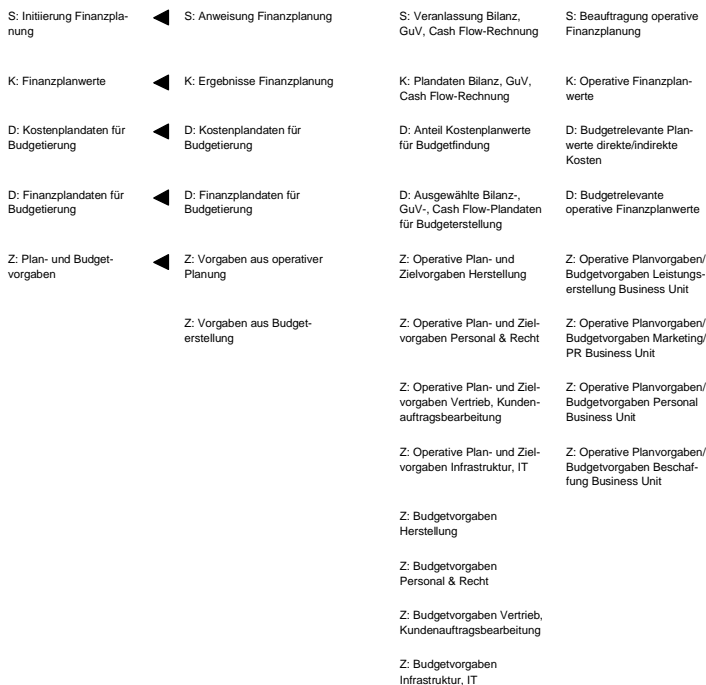 S: Initiierung Finanzpla-
nung
S: Anweisung Finanzplanung
S: Veranlassung Bilanz,
GuV, Cash Flow-Rechnung
S: Beauftragung operative
Finanzplanung
K: Finanzplanwerte
K: Ergebnisse Finanzplanung
K: Plandaten Bilanz, GuV,
Cash Flow-Rechnung
K: Operative Finanzplan-
werte
D: Kostenplandaten für
Budgetierung
D: Kostenplandaten für
Budgetierung
D: Anteil Kostenplanwerte
für Budgetfindung
D: Budgetrelevante Plan-
werte direkte/indirekte
Kosten
D: Finanzplandaten für
Budgetierung
D: Finanzplandaten für
Budgetierung
D: Ausgewählte Bilanz-,
GuV-, Cash Flow-Plandaten
für Budgeterstellung
D: Budgetrelevante
operative Finanzplanwerte
Z: Plan- und Budget-
vorgaben
Z: Vorgaben aus operativer
Planung
Z: Operative Plan- und
Zielvorgaben Herstellung
Z: Operative Planvorgaben/
Budgetvorgaben Leistungs-
erstellung Business Unit
Z: Vorgaben aus Budget-
erstellung
Z: Operative Plan- und Ziel-
vorgaben Personal & Recht
Z: Operative Planvorgaben/
Budgetvorgaben Marketing/
PR Business Unit
Z: Operative Plan- und Ziel-
vorgaben Vertrieb, Kunden-
auftragsbearbeitung
Z: Operative Planvorgaben/
Budgetvorgaben Personal
Business Unit
Z: Operative Plan- und Ziel-
vorgaben Infrastruktur, IT
Z: Operative Planvorgaben/
Budgetvorgaben Beschaf-
fung Business Unit
Z: Budgetvorgaben
Herstellung
Z: Budgetvorgaben
Personal & Recht
Z: Budgetvorgaben Vertrieb,
Kundenauftragsbearbeitung
Z: Budgetvorgaben
Infrastruktur, IT